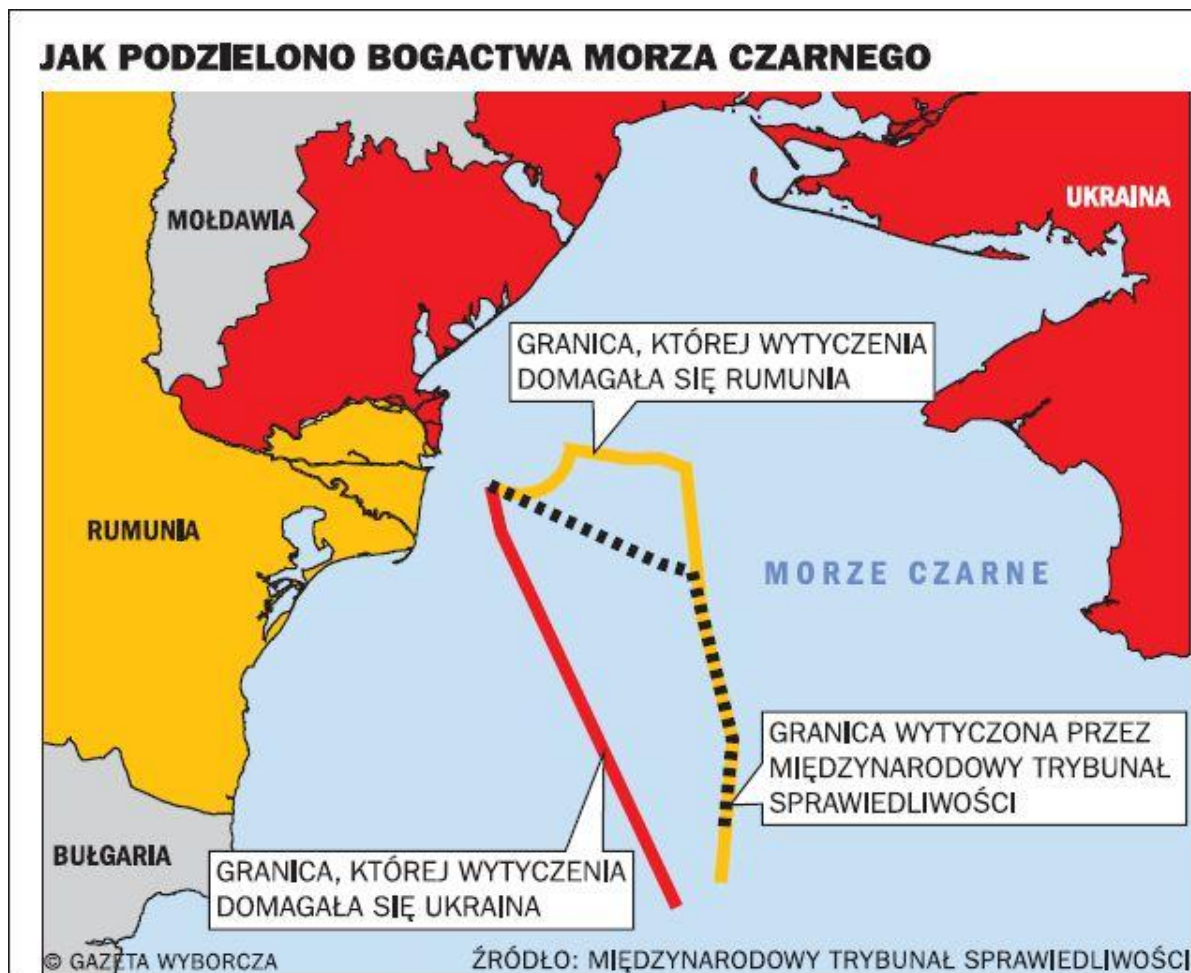 JAK PODZIELONO BOGACTWA MORZA CZARNEGO
MOŁDAWIA
UKRAINA
GRANICA, KTÓREJ WYTYCZENIA
DOMAGAŁA SIĘ RUMUNIA
RUMUNIA
MORZE CZARNE
GRANICA WYTYCZONA PRZEZ
MIĘDZYNARODOWY TRYBUNAŁ
SPRAWIEDLIWOŚCI
BUŁGARIA
GRANICA, KTÓREJ WYTYCZENIA
DOMAGAŁA SIĘ UKRAINA
© GAZETA WYBORCZA
ŹRÓDŁO: MIĘDZYNARODOWY TRYBUNAŁ SPRAWIEDLIWOŚCI